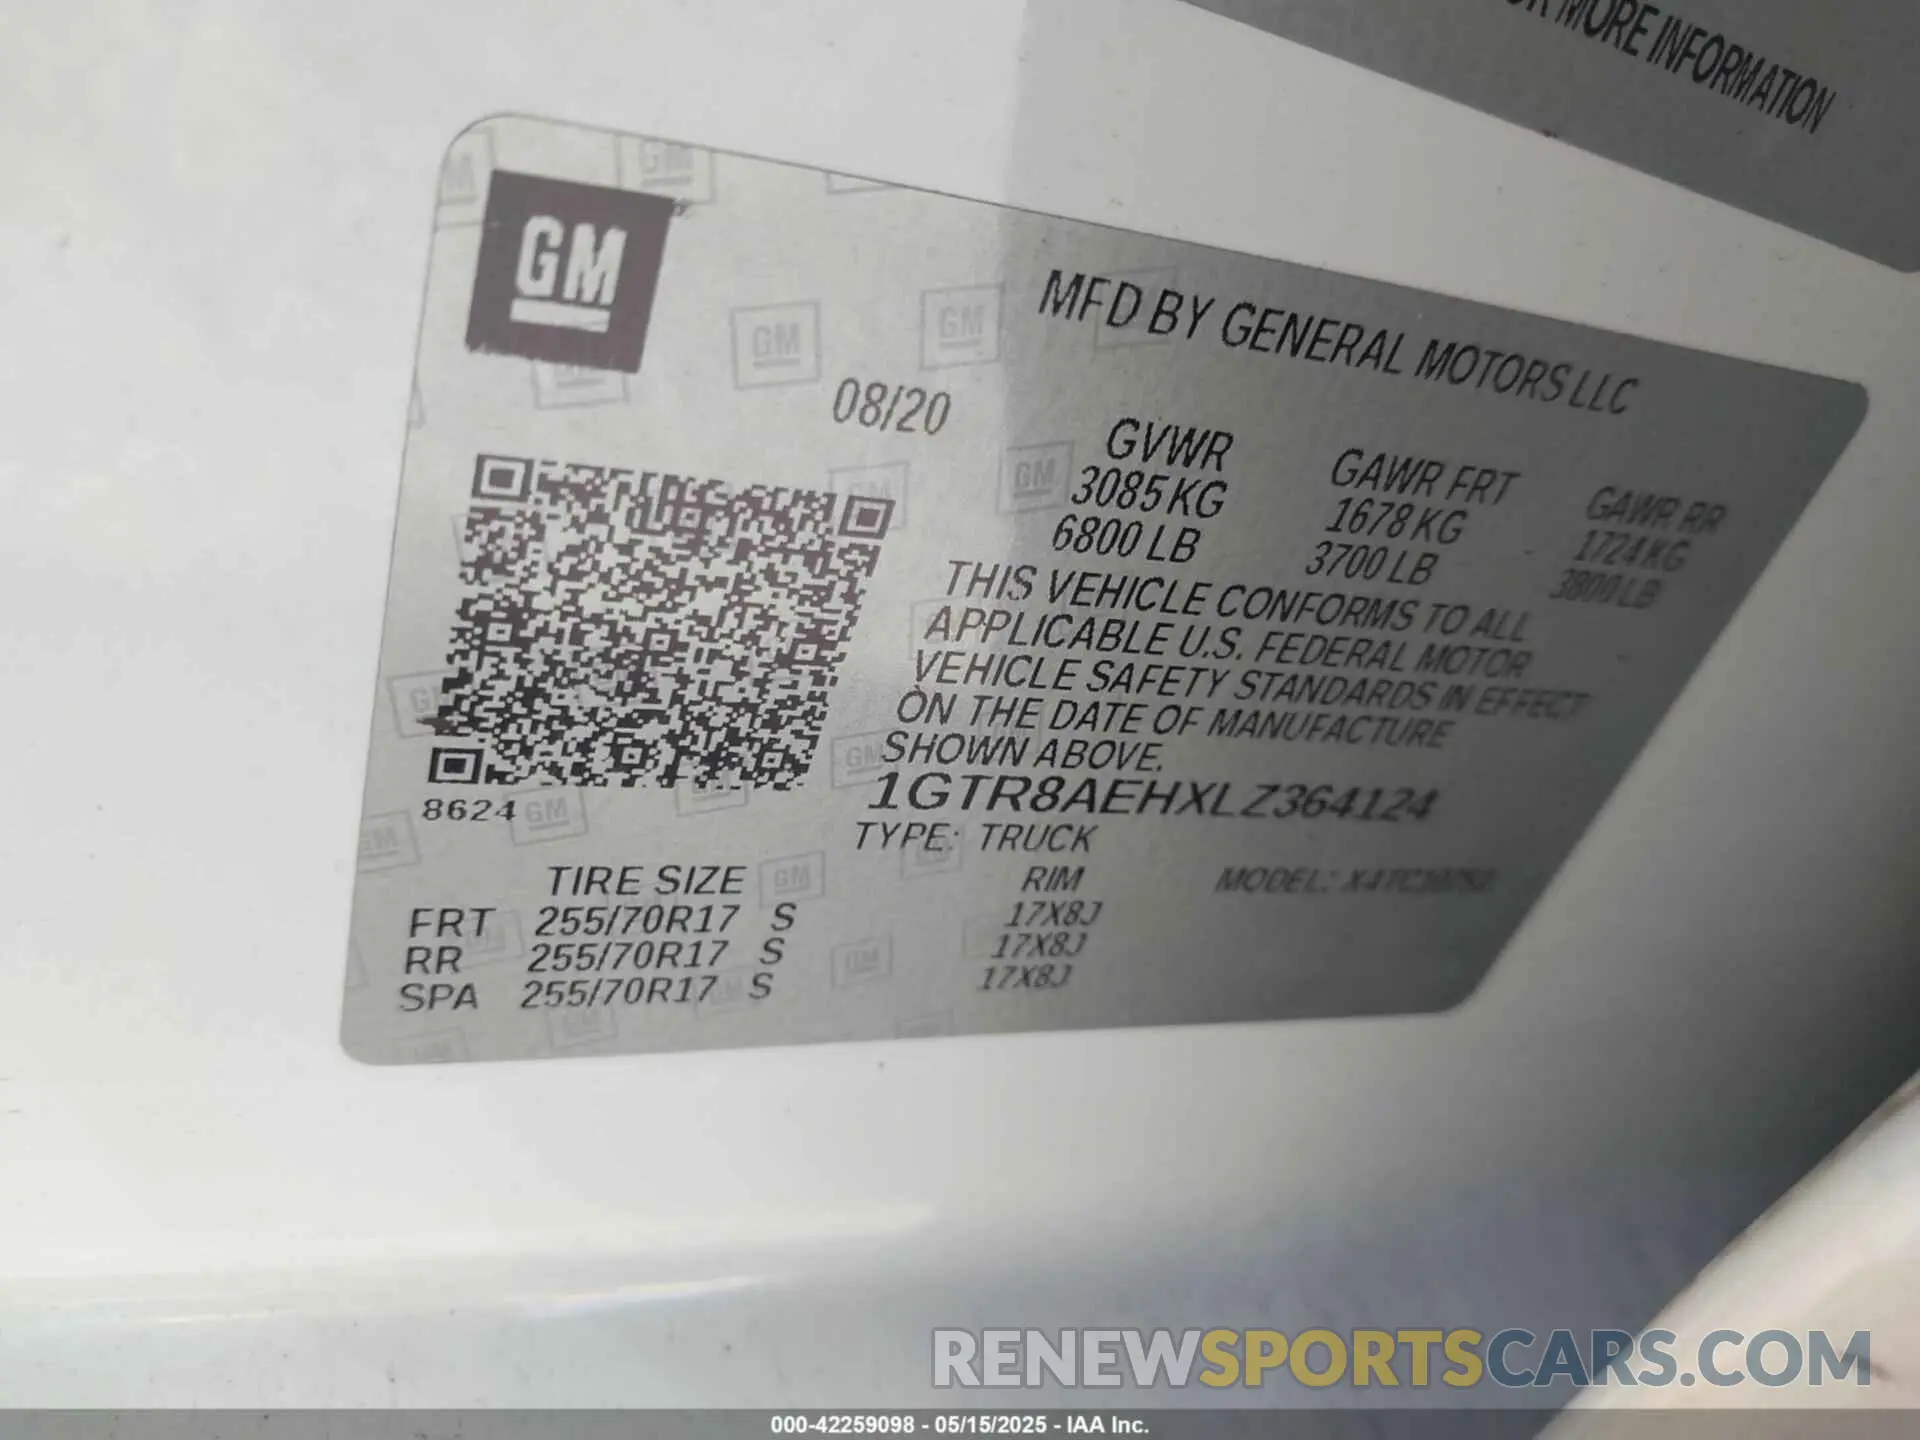 OR MORE INFORMATION
GM
MFD BY GENERAL MOTORS LLC
08/20
GVWR GAWR FRT GAWR RR
3085 KG 1678 KG 1724 KG
6800 LB 3700 LB 3800 LB
THIS VEHICLE CONFORMS TO ALL
APPLICABLE U.S. FEDERAL MOTOR
VEHICLE SAFETY STANDARDS IN EFFECT
ON THE DATE OF MANUFACTURE
SHOWN ABOVE.
1GTR8AEHXLZ364124
8624
TYPE: TRUCK
MODEL:
TIRE SIZE RIM
FRT 255/70R17 S 17X8J
RR 255/70R17 S 17X8J
SPA 255/70R17 S 17X8J
RENEWSPORTSCARS.COM
000-42259098 - 05/15/2025 - IAA Inc.